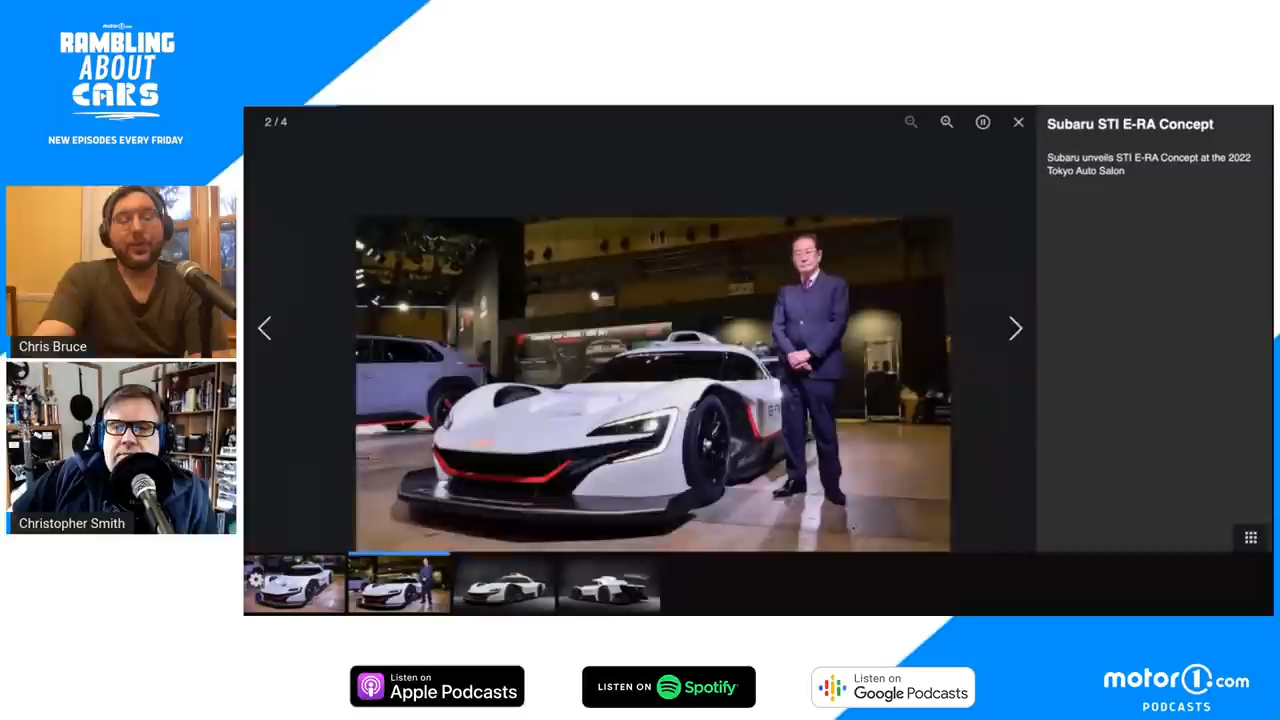 motor1.com
RAMBLING
ABOUT
CARS
NEW EPISODES EVERY FRIDAY
Chris Bruce
Christopher Smith
2 / 4
Subaru STI E-RA Concept
Subaru unveils STI E-RA Concept at the 2022
Tokyo Auto Salon
Listen on
Apple Podcasts
LISTEN ON Spotify
Listen on
Google Podcasts
motor1.com
PODCASTS